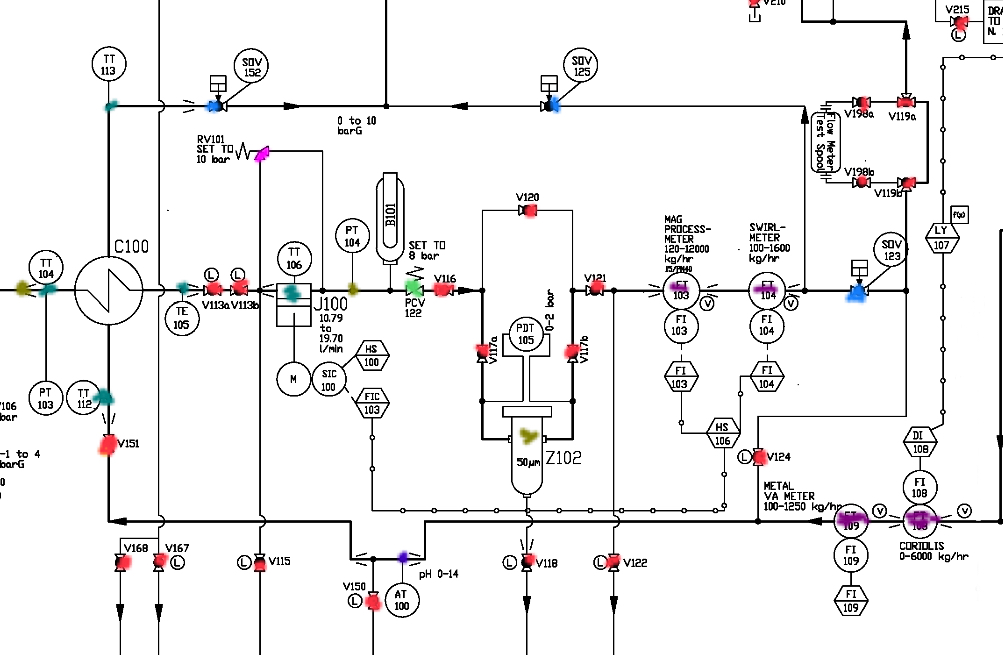 V210
V215
L
DRA
TO
N.
TT
113
SOV
152
SOV
125
0 to 10
barG
RV101
SET TO
10 bar
V198a
V119a
Flow Meter
Test Spool
V198b
V119b
f(x)
LY
107
C100
TT
104
PT
104
B101
SET TO
8 bar
V120
MAG
PROCESS-
METER
120-12000
kg/hr
SWIRL-
METER
100-1600
kg/hr
SOV
123
TT
106
L
L
V113a
V113b
TE
105
J100
10.79
to
19.70
l/min
PCV
122
V116
V121
0-2 bar
103
V
104
V
PDT
105
V117a
V117b
FI
103
FI
104
HS
100
M
SIC
100
FIC
103
FI
103
FI
104
PT
103
TT
112
V106
bar
-1 to 4
barG
V151
50µm
Z102
HS
106
L
V124
DI
108
FI
108
METAL
VA METER
100-1250 kg/hr
109
V
108
V
CORIOLIS
0-6000 kg/hr
FI
109
FI
109
V168
V167
L
L
V115
pH 0-14
V150
L
AT
100
L
V118
L
V122